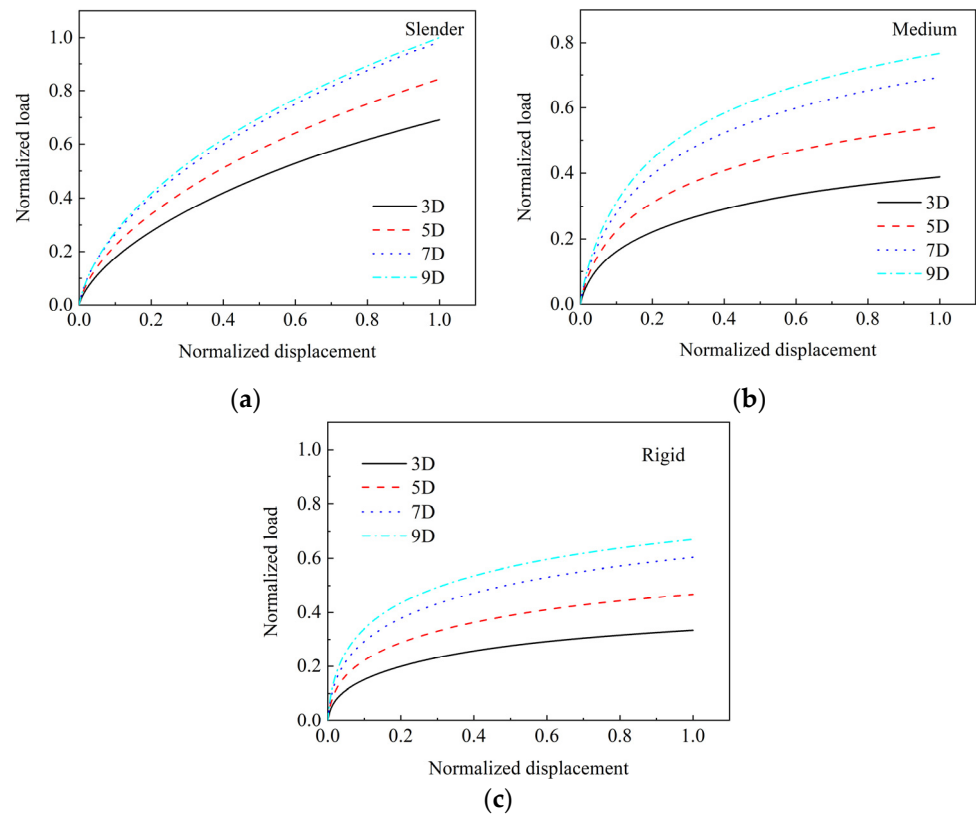 Slender
Normalized load
1.0
0.8
0.6
0.4
0.2
0.0
3D
5D
7D
9D
0.0 0.2 0.4 0.6 0.8 1.0
Normalized displacement
(a)
Medium
Normalized load
0.8
0.6
0.4
0.2
0.0
3D
5D
7D
9D
0.0 0.2 0.4 0.6 0.8 1.0
Normalized displacement
(b)
Rigid
Normalized load
1.0
0.8
0.6
0.4
0.2
0.0
3D
5D
7D
9D
0.0 0.2 0.4 0.6 0.8 1.0
Normalized displacement
(c)